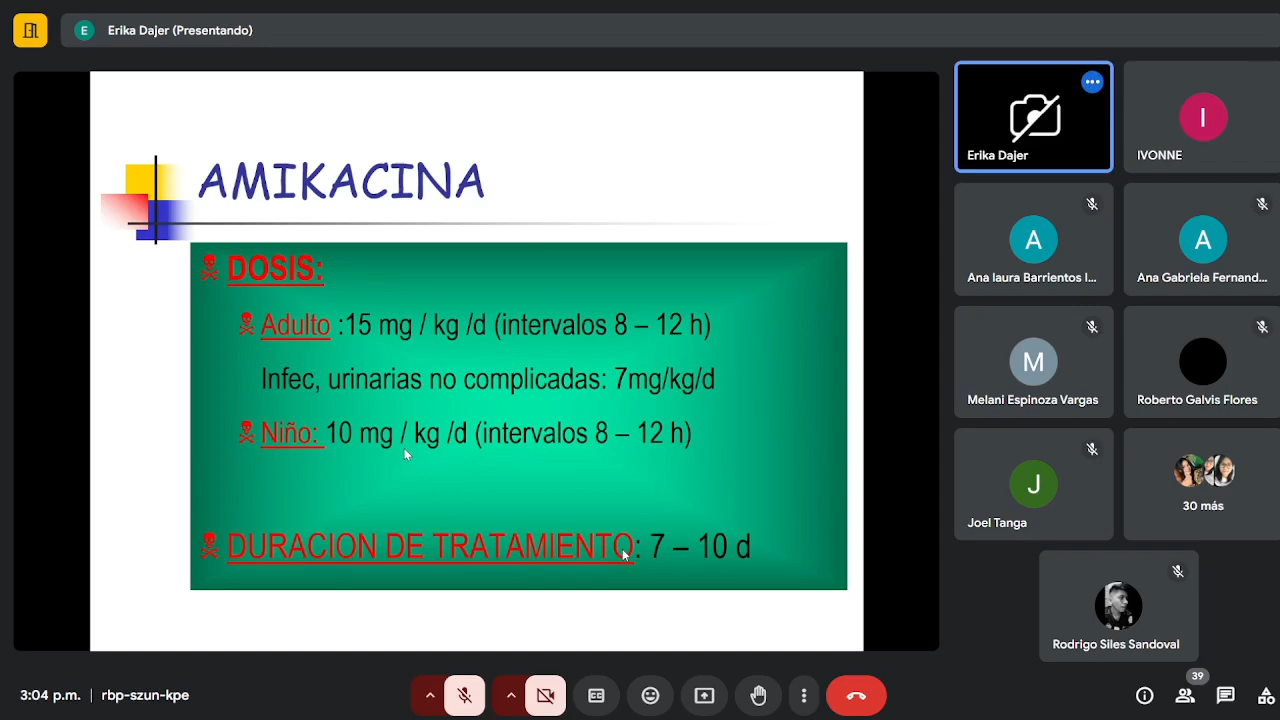 E
Erika Dajer (Presentando)
AMIKACINA
DOSIS:
Adulto :15 mg / kg /d (intervalos 8 – 12 h)
Infec, urinarias no complicadas: 7mg/kg/d
Niño: 10 mg / kg /d (intervalos 8 – 12 h)
DURACION DE TRATAMIENTO: 7 – 10 d
Erika Dajer
I
IVONNE
A
Ana laura Barrientos I...
A
Ana Gabriela Fernand...
M
Melani Espinoza Vargas
Roberto Galvis Flores
J
Joel Tanga
30 más
Rodrigo Siles Sandoval
3:04 p.m. | rbp-szun-kpe
CC
39